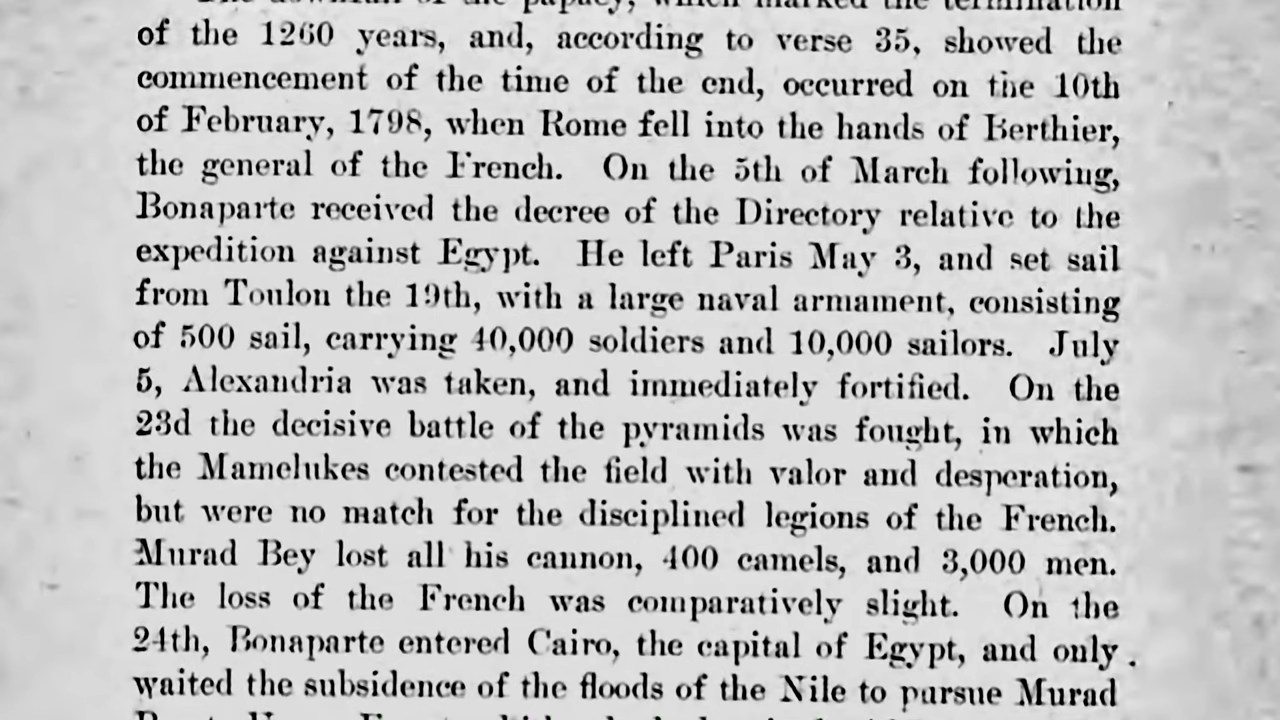 of the 1260 years, and, according to verse 35, showed the
commencement of the time of the end, occurred on the 10th
of February, 1798, when Rome fell into the hands of Berthier,
the general of the French. On the 5th of March following,
Bonaparte received the decree of the Directory relative to the
expedition against Egypt. He left Paris May 3, and set sail
from Toulon the 19th, with a large naval armament, consisting
of 500 sail, carrying 40,000 soldiers and 10,000 sailors. July
5, Alexandria was taken, and immediately fortified. On the
23d the decisive battle of the pyramids was fought, in which
the Mamelukes contested the field with valor and desperation,
but were no match for the disciplined legions of the French.
Murad Bey lost all his cannon, 400 camels, and 3,000 men.
The loss of the French was comparatively slight. On the
24th, Bonaparte entered Cairo, the capital of Egypt, and only
waited the subsidence of the floods of the Nile to pursue Murad